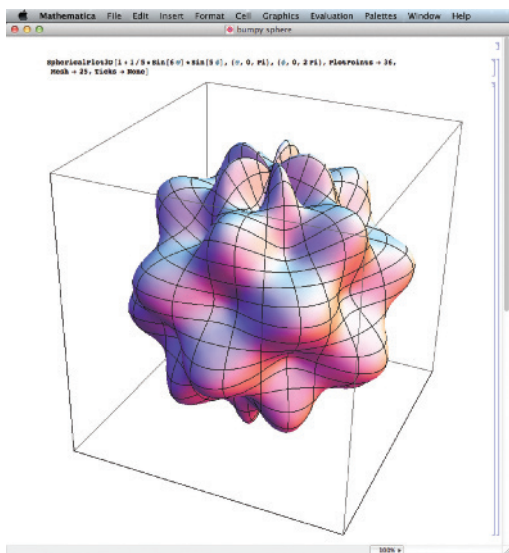 Mathematica File Edit Insert Format Cell Graphics Evaluation Palettes Window Help
bumpy sphere
SphericalPlot3D[1 + 1/5 * Sin[6 θ] * Sin[5 ϕ], {θ, 0, Pi}, {ϕ, 0, 2 Pi}, PlotPoints → 36,
Mesh → 25, Ticks → None]
100%